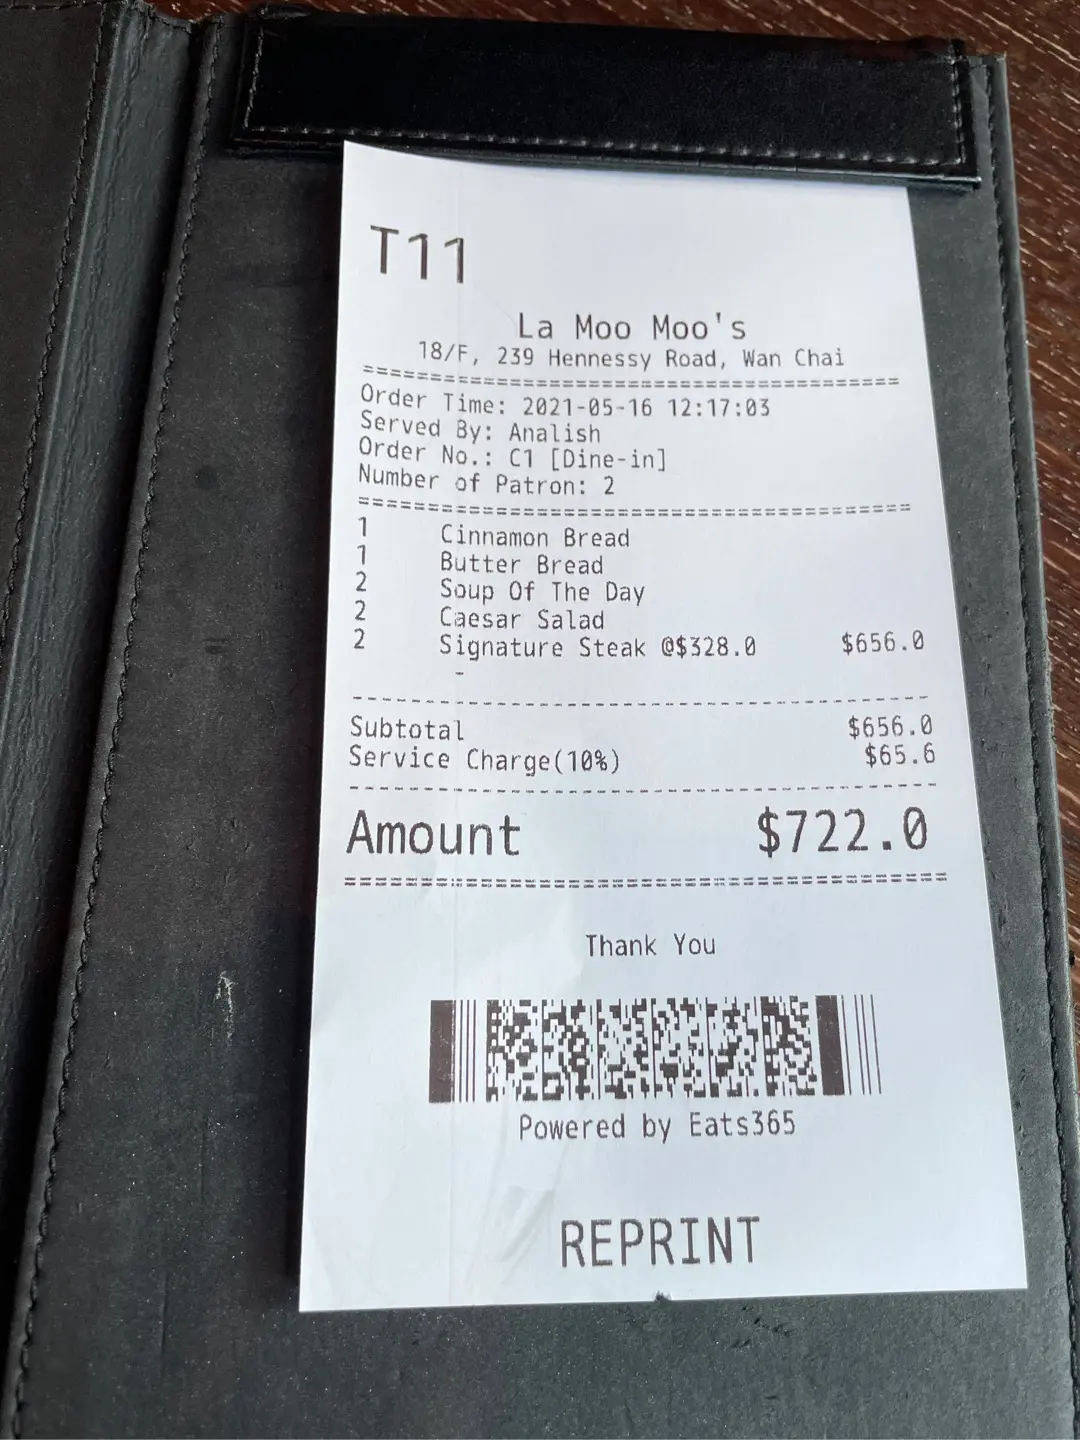 T11
La Moo Moo's
18/F, 239 Hennessy Road, Wan Chai
========================================
Order Time: 2021-05-16 12:17:03
Served By: Analish
Order No.: C1 [Dine-in]
Number of Patron: 2
========================================
1 Cinnamon Bread
1 Butter Bread
2 Soup Of The Day
2 Caesar Salad
2 Signature Steak @$328.0 $656.0
-
----------------------------------------
Subtotal $656.0
Service Charge(10%) $65.6
----------------------------------------
Amount $722.0
========================================
Thank You
Powered by Eats365
REPRINT